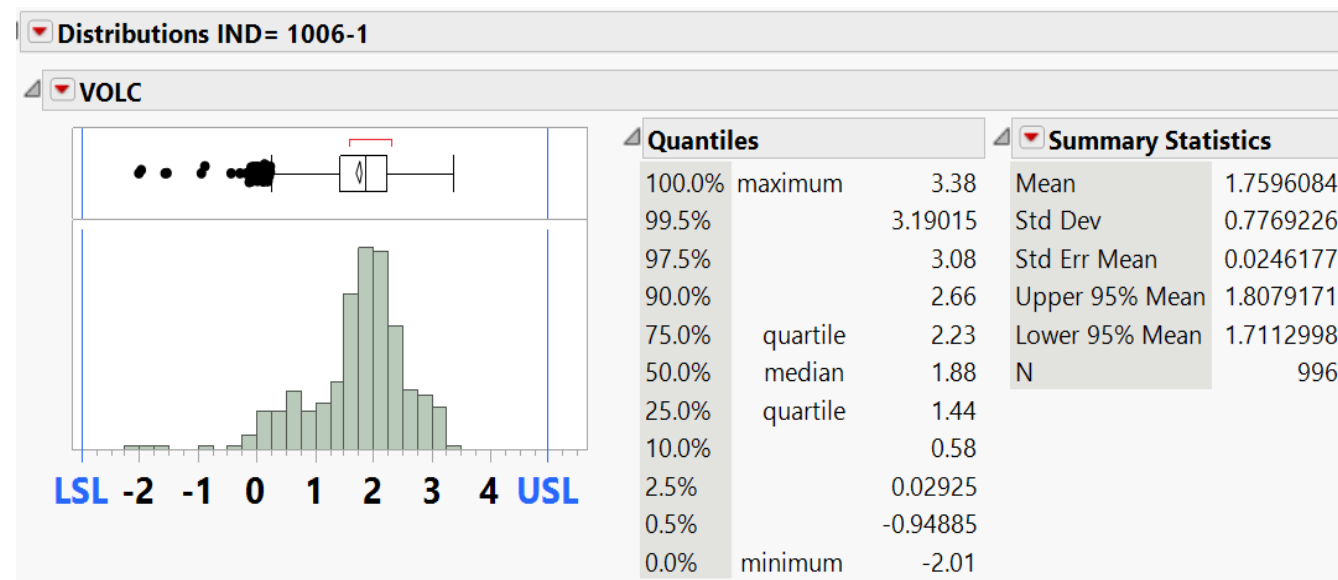 Distributions IND= 1006-1
VOLC
LSL -2 -1 0 1 2 3 4 USL
Quantiles
100.0% maximum 3.38
99.5% 3.19015
97.5% 3.08
90.0% 2.66
75.0% quartile 2.23
50.0% median 1.88
25.0% quartile 1.44
10.0% 0.58
2.5% 0.02925
0.5% -0.94885
0.0% minimum -2.01
Summary Statistics
Mean 1.7596084
Std Dev 0.7769226
Std Err Mean 0.0246177
Upper 95% Mean 1.8079171
Lower 95% Mean 1.7112998
N 996